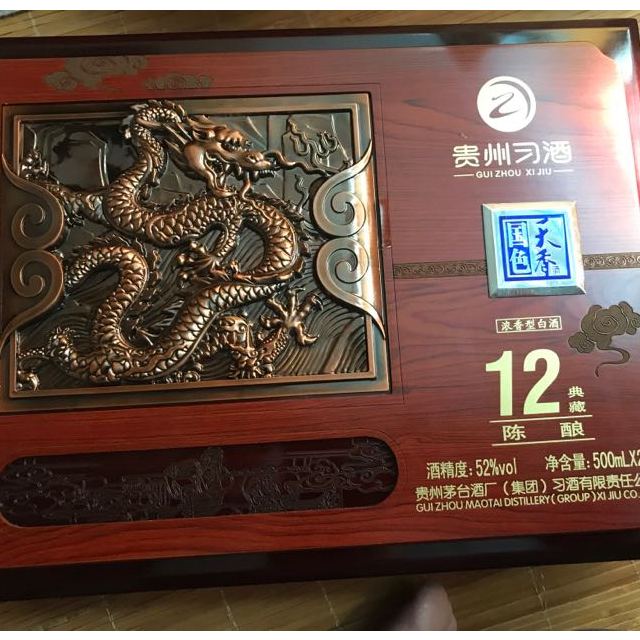 贵州习酒
GUI ZHOU XI JIU
国色
天香
浓香型白酒
12
典藏
陈酿
酒精度：52%vol 净含量：500mLX2
贵州茅台酒厂（集团）习酒有限责任公
GUI ZHOU MAOTAI DISTILLERY ( GROUP ) XI JIU CO